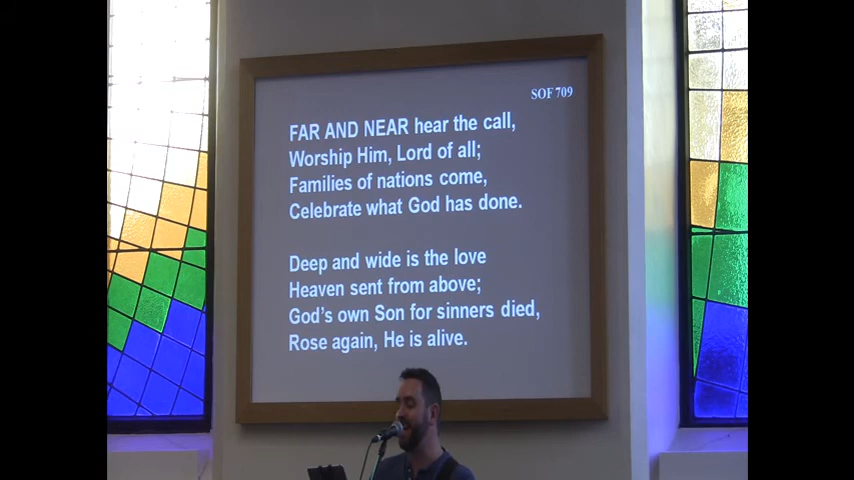 SOF 709
FAR AND NEAR hear the call,
Worship Him, Lord of all;
Families of nations come,
Celebrate what God has done.
Deep and wide is the love
Heaven sent from above;
God's own Son for sinners died,
Rose again, He is alive.